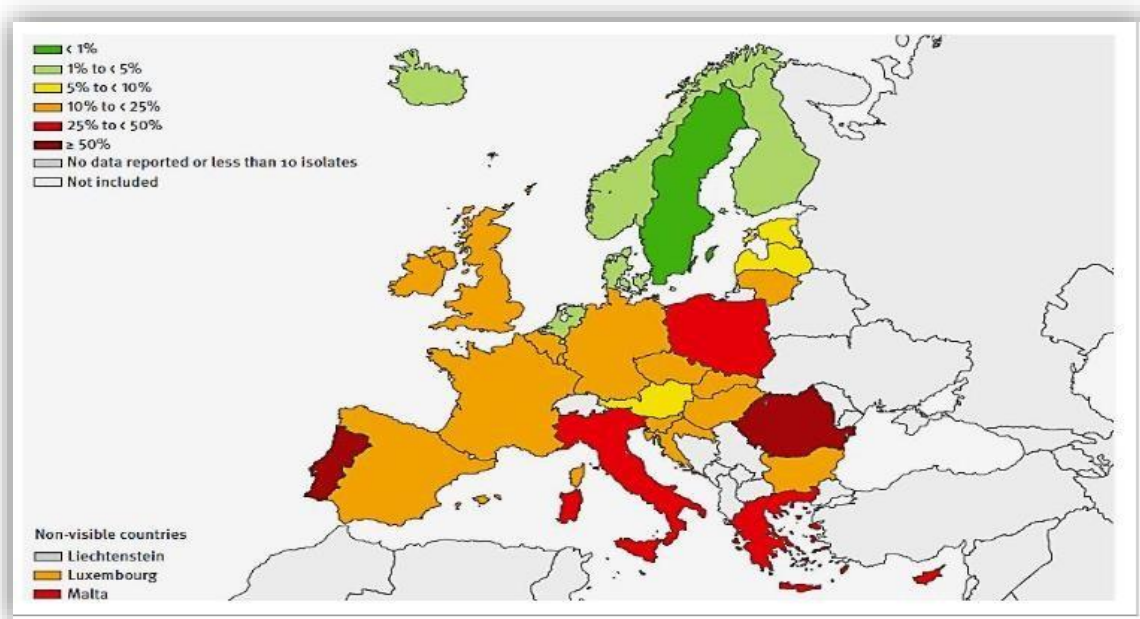 < 1%
1% to < 5%
5% to < 10%
10% to < 25%
25% to < 50%
≥ 50%
No data reported or less than 10 isolates
Not included
Non-visible countries
Liechtenstein
Luxembourg
Malta